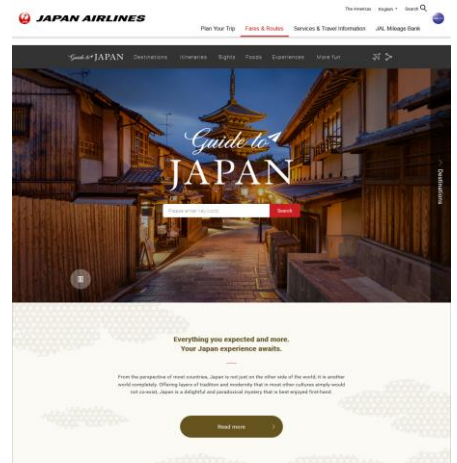 The Americas English Search
JAPAN AIRLINES
Plan Your Trip Fares & Routes Services & Travel Information JAL Mileage Bank
Guide to JAPAN Destinations Itineraries Sights Foods Experiences More fun
Guide to
JAPAN
Please enter keyword(s) Search
Destinations
Everything you expected and more.
Your Japan experience awaits.
From the perspective of most countries, Japan is not just on the other side of the world; it is another
world completely. Offering layers of tradition and modernity that in most other cultures simply would
not co-exist, Japan is a delightful and paradoxical mystery that is best enjoyed first-hand.
Read more